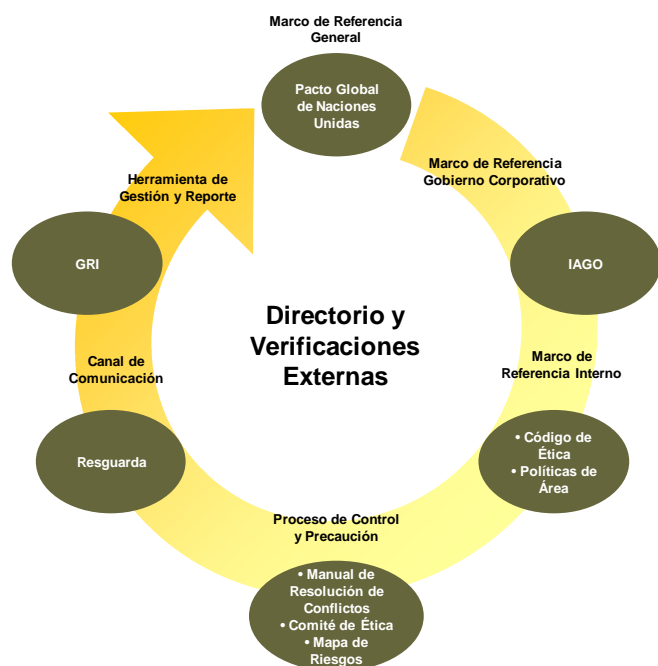 Marco de Referencia
General
Pacto Global
de Naciones
Unidas
Marco de Referencia
Gobierno Corporativo
IAGO
Marco de
Referencia Interno
• Código de
Ética
• Políticas de
Área
Proceso de Control
y Precaución
• Manual de
Resolución de
Conflictos
• Comité de Ética
• Mapa de
Riesgos
Resguarda
Canal de
Comunicación
GRI
Herramienta de
Gestión y Reporte
Directorio y
Verificaciones
Externas